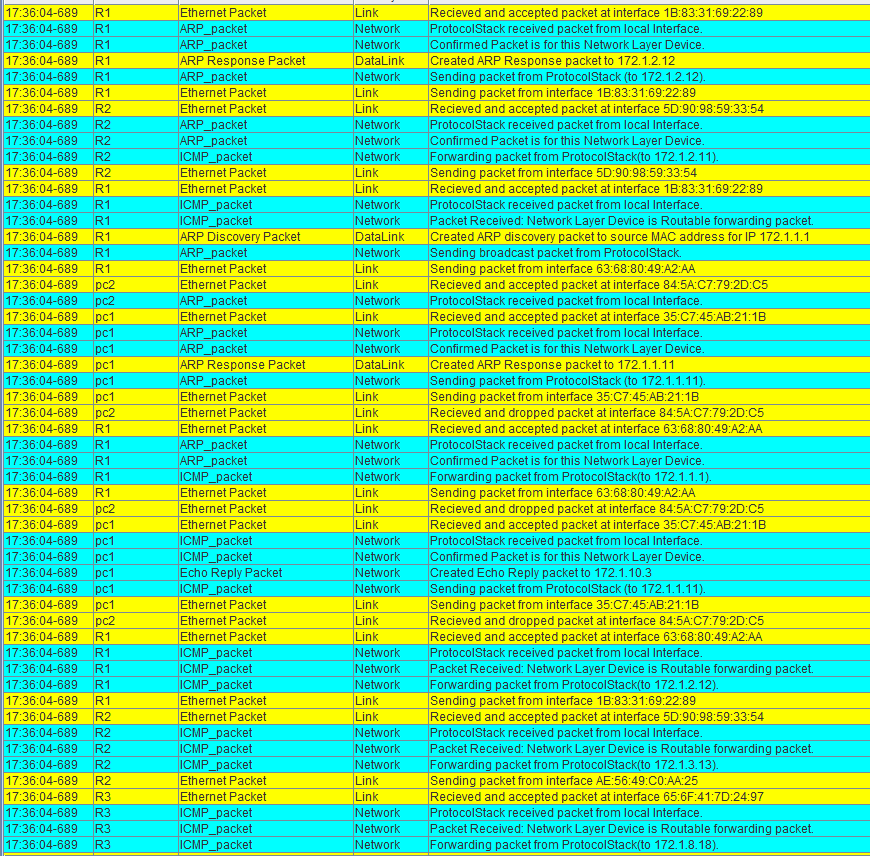 17:36:04-689 R1 Ethernet Packet Link Recieved and accepted packet at interface 1B:83:31:69:22:89
17:36:04-689 R1 ARP_packet Network ProtocolStack received packet from local Interface.
17:36:04-689 R1 ARP_packet Network Confirmed Packet is for this Network Layer Device.
17:36:04-689 R1 ARP Response Packet DataLink Created ARP Response packet to 172.1.2.12
17:36:04-689 R1 ARP_packet Network Sending packet from ProtocolStack (to 172.1.2.12).
17:36:04-689 R1 Ethernet Packet Link Sending packet from interface 1B:83:31:69:22:89
17:36:04-689 R2 Ethernet Packet Link Recieved and accepted packet at interface 5D:90:98:59:33:54
17:36:04-689 R2 ARP_packet Network ProtocolStack received packet from local Interface.
17:36:04-689 R2 ARP_packet Network Confirmed Packet is for this Network Layer Device.
17:36:04-689 R2 ICMP_packet Network Forwarding packet from ProtocolStack(to 172.1.2.11).
17:36:04-689 R2 Ethernet Packet Link Sending packet from interface 5D:90:98:59:33:54
17:36:04-689 R1 Ethernet Packet Link Recieved and accepted packet at interface 1B:83:31:69:22:89
17:36:04-689 R1 ICMP_packet Network ProtocolStack received packet from local Interface.
17:36:04-689 R1 ICMP_packet Network Packet Received: Network Layer Device is Routable forwarding packet.
17:36:04-689 R1 ARP Discovery Packet DataLink Created ARP discovery packet to source MAC address for IP 172.1.1.1
17:36:04-689 R1 ARP_packet Network Sending broadcast packet from ProtocolStack.
17:36:04-689 R1 Ethernet Packet Link Sending packet from interface 63:68:80:49:A2:AA
17:36:04-689 pc2 Ethernet Packet Link Recieved and accepted packet at interface 84:5A:C7:79:2D:C5
17:36:04-689 pc2 ARP_packet Network ProtocolStack received packet from local Interface.
17:36:04-689 pc1 Ethernet Packet Link Recieved and accepted packet at interface 35:C7:45:AB:21:1B
17:36:04-689 pc1 ARP_packet Network ProtocolStack received packet from local Interface.
17:36:04-689 pc1 ARP_packet Network Confirmed Packet is for this Network Layer Device.
17:36:04-689 pc1 ARP Response Packet DataLink Created ARP Response packet to 172.1.1.11
17:36:04-689 pc1 ARP_packet Network Sending packet from ProtocolStack (to 172.1.1.11).
17:36:04-689 pc1 Ethernet Packet Link Sending packet from interface 35:C7:45:AB:21:1B
17:36:04-689 pc2 Ethernet Packet Link Recieved and dropped packet at interface 84:5A:C7:79:2D:C5
17:36:04-689 R1 Ethernet Packet Link Recieved and accepted packet at interface 63:68:80:49:A2:AA
17:36:04-689 R1 ARP_packet Network ProtocolStack received packet from local Interface.
17:36:04-689 R1 ARP_packet Network Confirmed Packet is for this Network Layer Device.
17:36:04-689 R1 ICMP_packet Network Forwarding packet from ProtocolStack(to 172.1.1.1).
17:36:04-689 R1 Ethernet Packet Link Sending packet from interface 63:68:80:49:A2:AA
17:36:04-689 pc2 Ethernet Packet Link Recieved and dropped packet at interface 84:5A:C7:79:2D:C5
17:36:04-689 pc1 Ethernet Packet Link Recieved and accepted packet at interface 35:C7:45:AB:21:1B
17:36:04-689 pc1 ICMP_packet Network ProtocolStack received packet from local Interface.
17:36:04-689 pc1 ICMP_packet Network Confirmed Packet is for this Network Layer Device.
17:36:04-689 pc1 Echo Reply Packet Network Created Echo Reply packet to 172.1.10.3
17:36:04-689 pc1 ICMP_packet Network Sending packet from ProtocolStack (to 172.1.1.11).
17:36:04-689 pc1 Ethernet Packet Link Sending packet from interface 35:C7:45:AB:21:1B
17:36:04-689 pc2 Ethernet Packet Link Recieved and dropped packet at interface 84:5A:C7:79:2D:C5
17:36:04-689 R1 Ethernet Packet Link Recieved and accepted packet at interface 63:68:80:49:A2:AA
17:36:04-689 R1 ICMP_packet Network ProtocolStack received packet from local Interface.
17:36:04-689 R1 ICMP_packet Network Packet Received: Network Layer Device is Routable forwarding packet.
17:36:04-689 R1 ICMP_packet Network Forwarding packet from ProtocolStack(to 172.1.2.12).
17:36:04-689 R1 Ethernet Packet Link Sending packet from interface 1B:83:31:69:22:89
17:36:04-689 R2 Ethernet Packet Link Recieved and accepted packet at interface 5D:90:98:59:33:54
17:36:04-689 R2 ICMP_packet Network ProtocolStack received packet from local Interface.
17:36:04-689 R2 ICMP_packet Network Packet Received: Network Layer Device is Routable forwarding packet.
17:36:04-689 R2 ICMP_packet Network Forwarding packet from ProtocolStack(to 172.1.3.13).
17:36:04-689 R2 Ethernet Packet Link Sending packet from interface AE:56:49:C0:AA:25
17:36:04-689 R3 Ethernet Packet Link Recieved and accepted packet at interface 65:6F:41:7D:24:97
17:36:04-689 R3 ICMP_packet Network ProtocolStack received packet from local Interface.
17:36:04-689 R3 ICMP_packet Network Packet Received: Network Layer Device is Routable forwarding packet.
17:36:04-689 R3 ICMP_packet Network Forwarding packet from ProtocolStack(to 172.1.8.18).